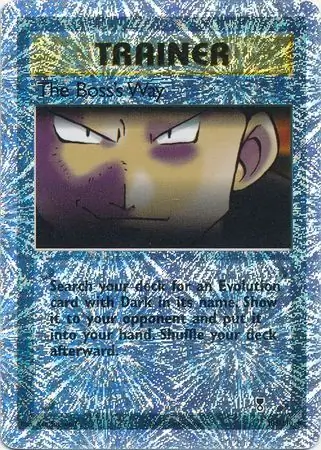 TRAINER
The Boss's Way
Search your deck for an Evolution
card with Dark in its name. Show
it to your opponent and put it
into your hand. Shuffle your deck
afterward.